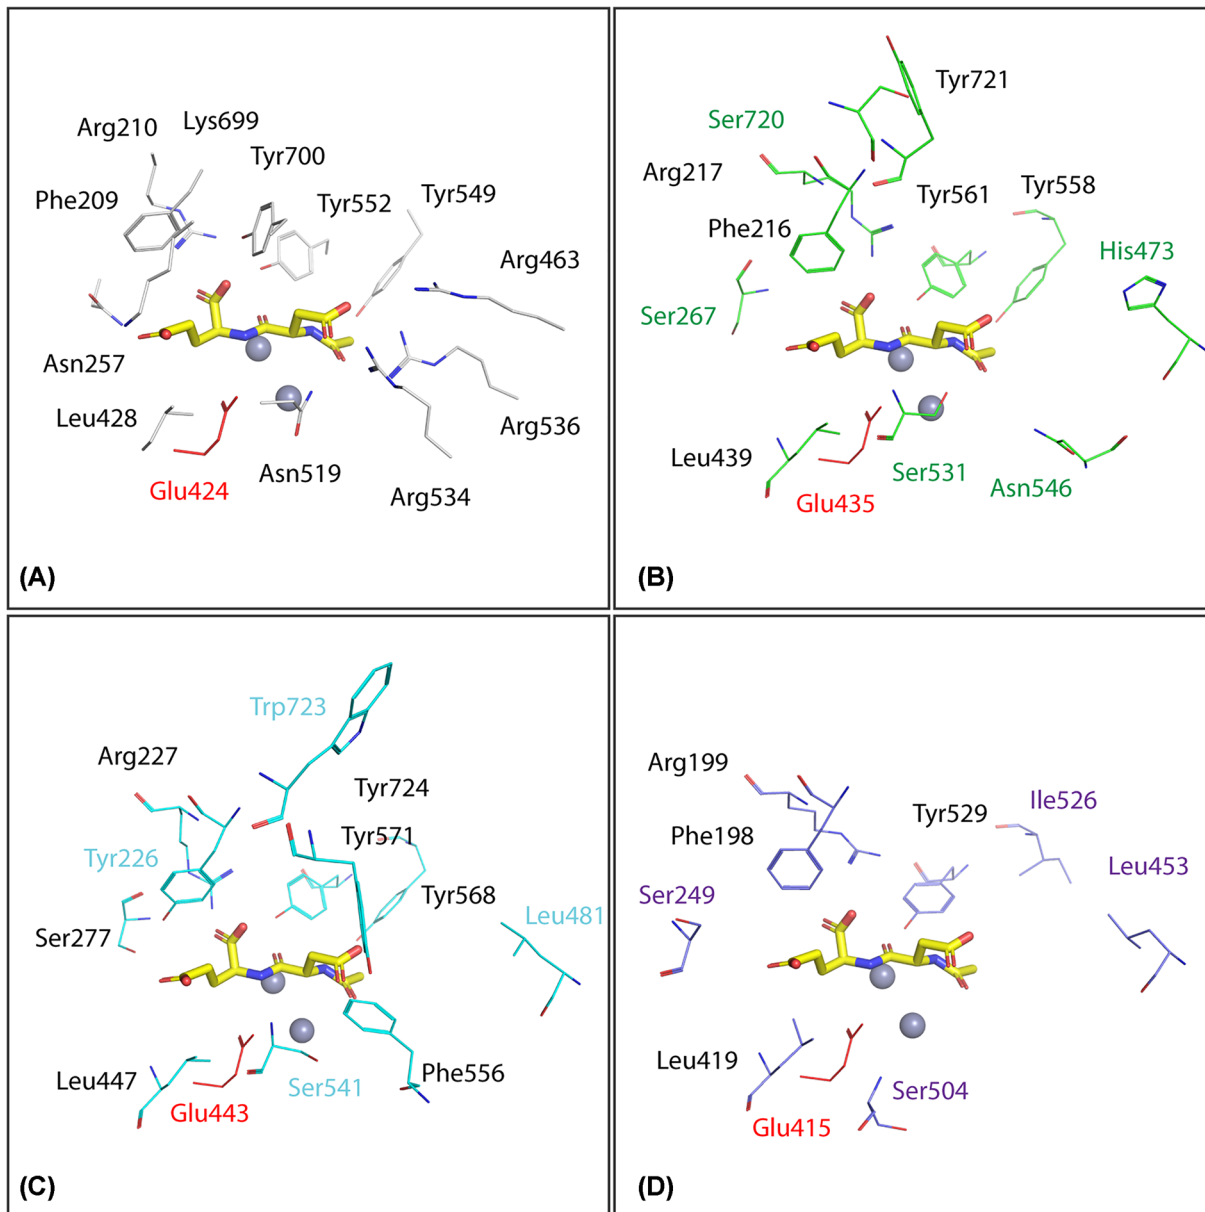 Lys699
Arg210
Tyr700
Phe209
Tyr552
Tyr549
Arg463
Asn257
Leu428
Arg536
Asn519
Glu424
Arg534
(A)
Tyr721
Ser720
Arg217
Tyr561
Tyr558
Phe216
His473
Ser267
Leu439
Ser531
Asn546
Glu435
(B)
Trp723
Arg227
Tyr724
Tyr571
Tyr226
Tyr568
Leu481
Ser277
Leu447
Phe556
Ser541
Glu443
(C)
Arg199
Ile526
Tyr529
Phe198
Leu453
Ser249
Leu419
Ser504
Glu415
(D)